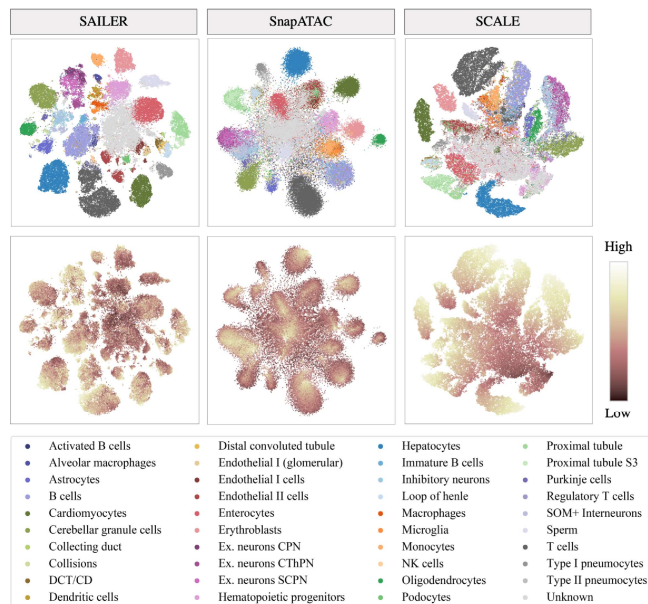 SAILER SnapATAC SCALE
High
Low
Activated B cells Distal convoluted tubule Hepatocytes Proximal tubule
Alveolar macrophages Endothelial I (glomerular) Immature B cells Proximal tubule S3
Astrocytes Endothelial I cells Inhibitory neurons Purkinje cells
B cells Endothelial II cells Loop of henle Regulatory T cells
Cardiomyocytes Enterocytes Macrophages SOM+ Interneurons
Cerebellar granule cells Erythroblasts Microglia Sperm
Collecting duct Ex. neurons CPN Monocytes T cells
Collisions Ex. neurons CThPN NK cells Type I pneumocytes
DCT/CD Ex. neurons SCPN Oligodendrocytes Type II pneumocytes
Dendritic cells Hematopoietic progenitors Podocytes Unknown